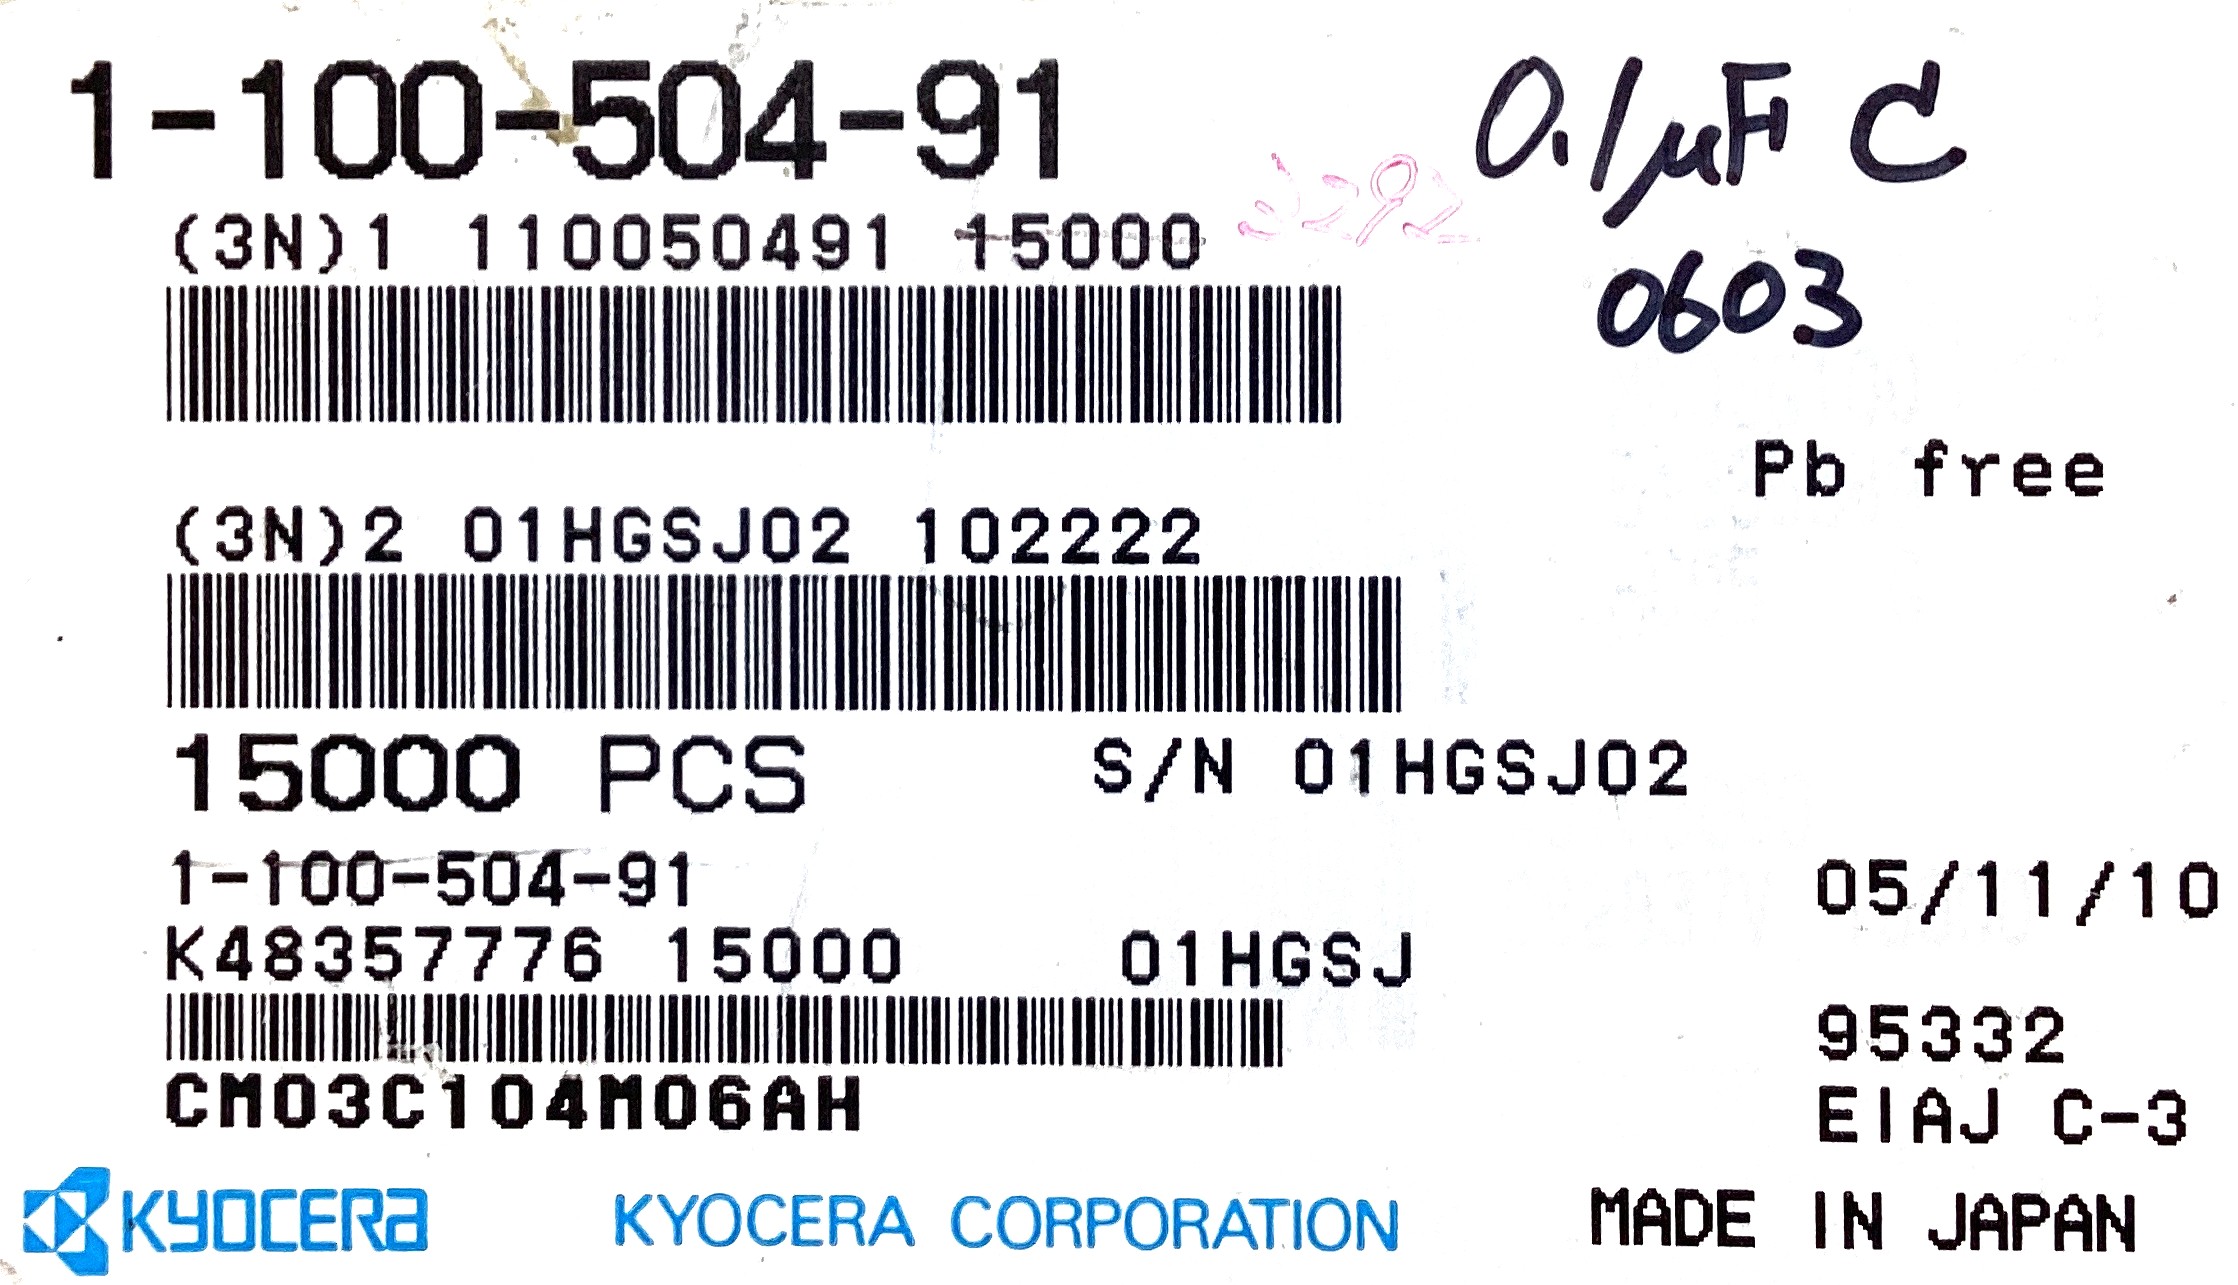 1-100-504-91
0.1μF C
(3N)1 110050491 15000
0603
Pb free
(3N)2 01HGSJ02 102222
15000 PCS
S/N 01HGSJ02
1-100-504-91
05/11/10
K48357776 15000 01HGSJ
95332
CM03C104M06AH
EIAJ C-3
KYOCERA
KYOCERA CORPORATION
MADE IN JAPAN